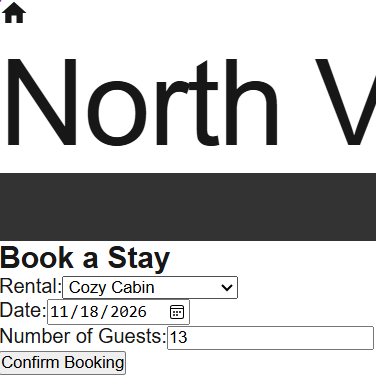 North V
Book a Stay
Rental: Cozy Cabin
Date: 11/18/2026
Number of Guests: 13
Confirm Booking